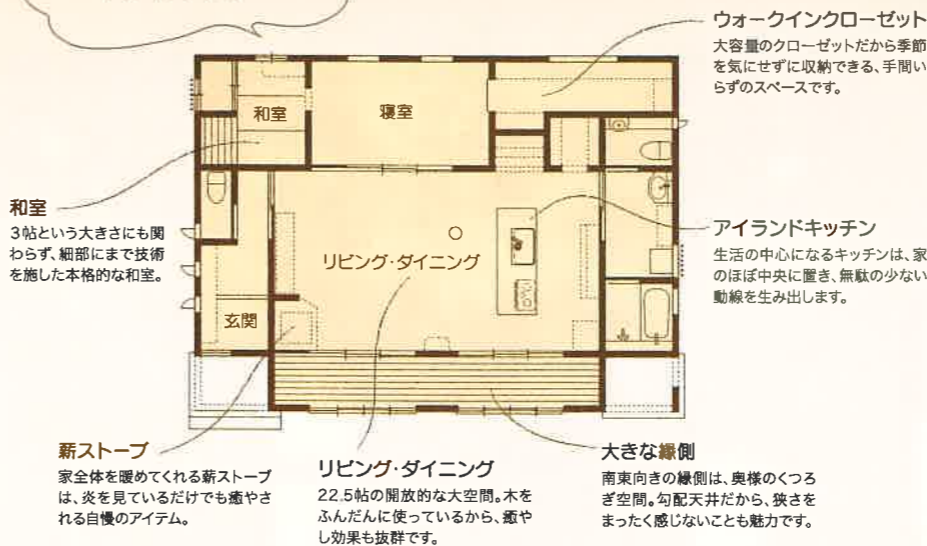 ウォークインクローゼット
大容量のクローゼットだから季節
を気にせずに収納できる、手間い
らずのスペースです。
和室
寝室
和室
3帖という大きさにも関
わらず、細部にまで技術
を施した本格的な和室。
アイランドキッチン
生活の中心になるキッチンは、家
のほぼ中央に置き、無駄の少ない
動線を生み出します。
リビング・ダイニング
玄関
薪ストーブ
家全体を暖めてくれる薪ストーブ
は、炎を見ているだけでも癒やさ
れる自慢のアイテム。
リビング・ダイニング
22.5帖の開放的な大空間。木を
ふんだんに使っているから、癒や
し効果も抜群です。
大きな縁側
南東向きの縁側は、奥様のくつろ
ぎ空間。勾配天井だから、狭さを
まったく感じないことも魅力です。